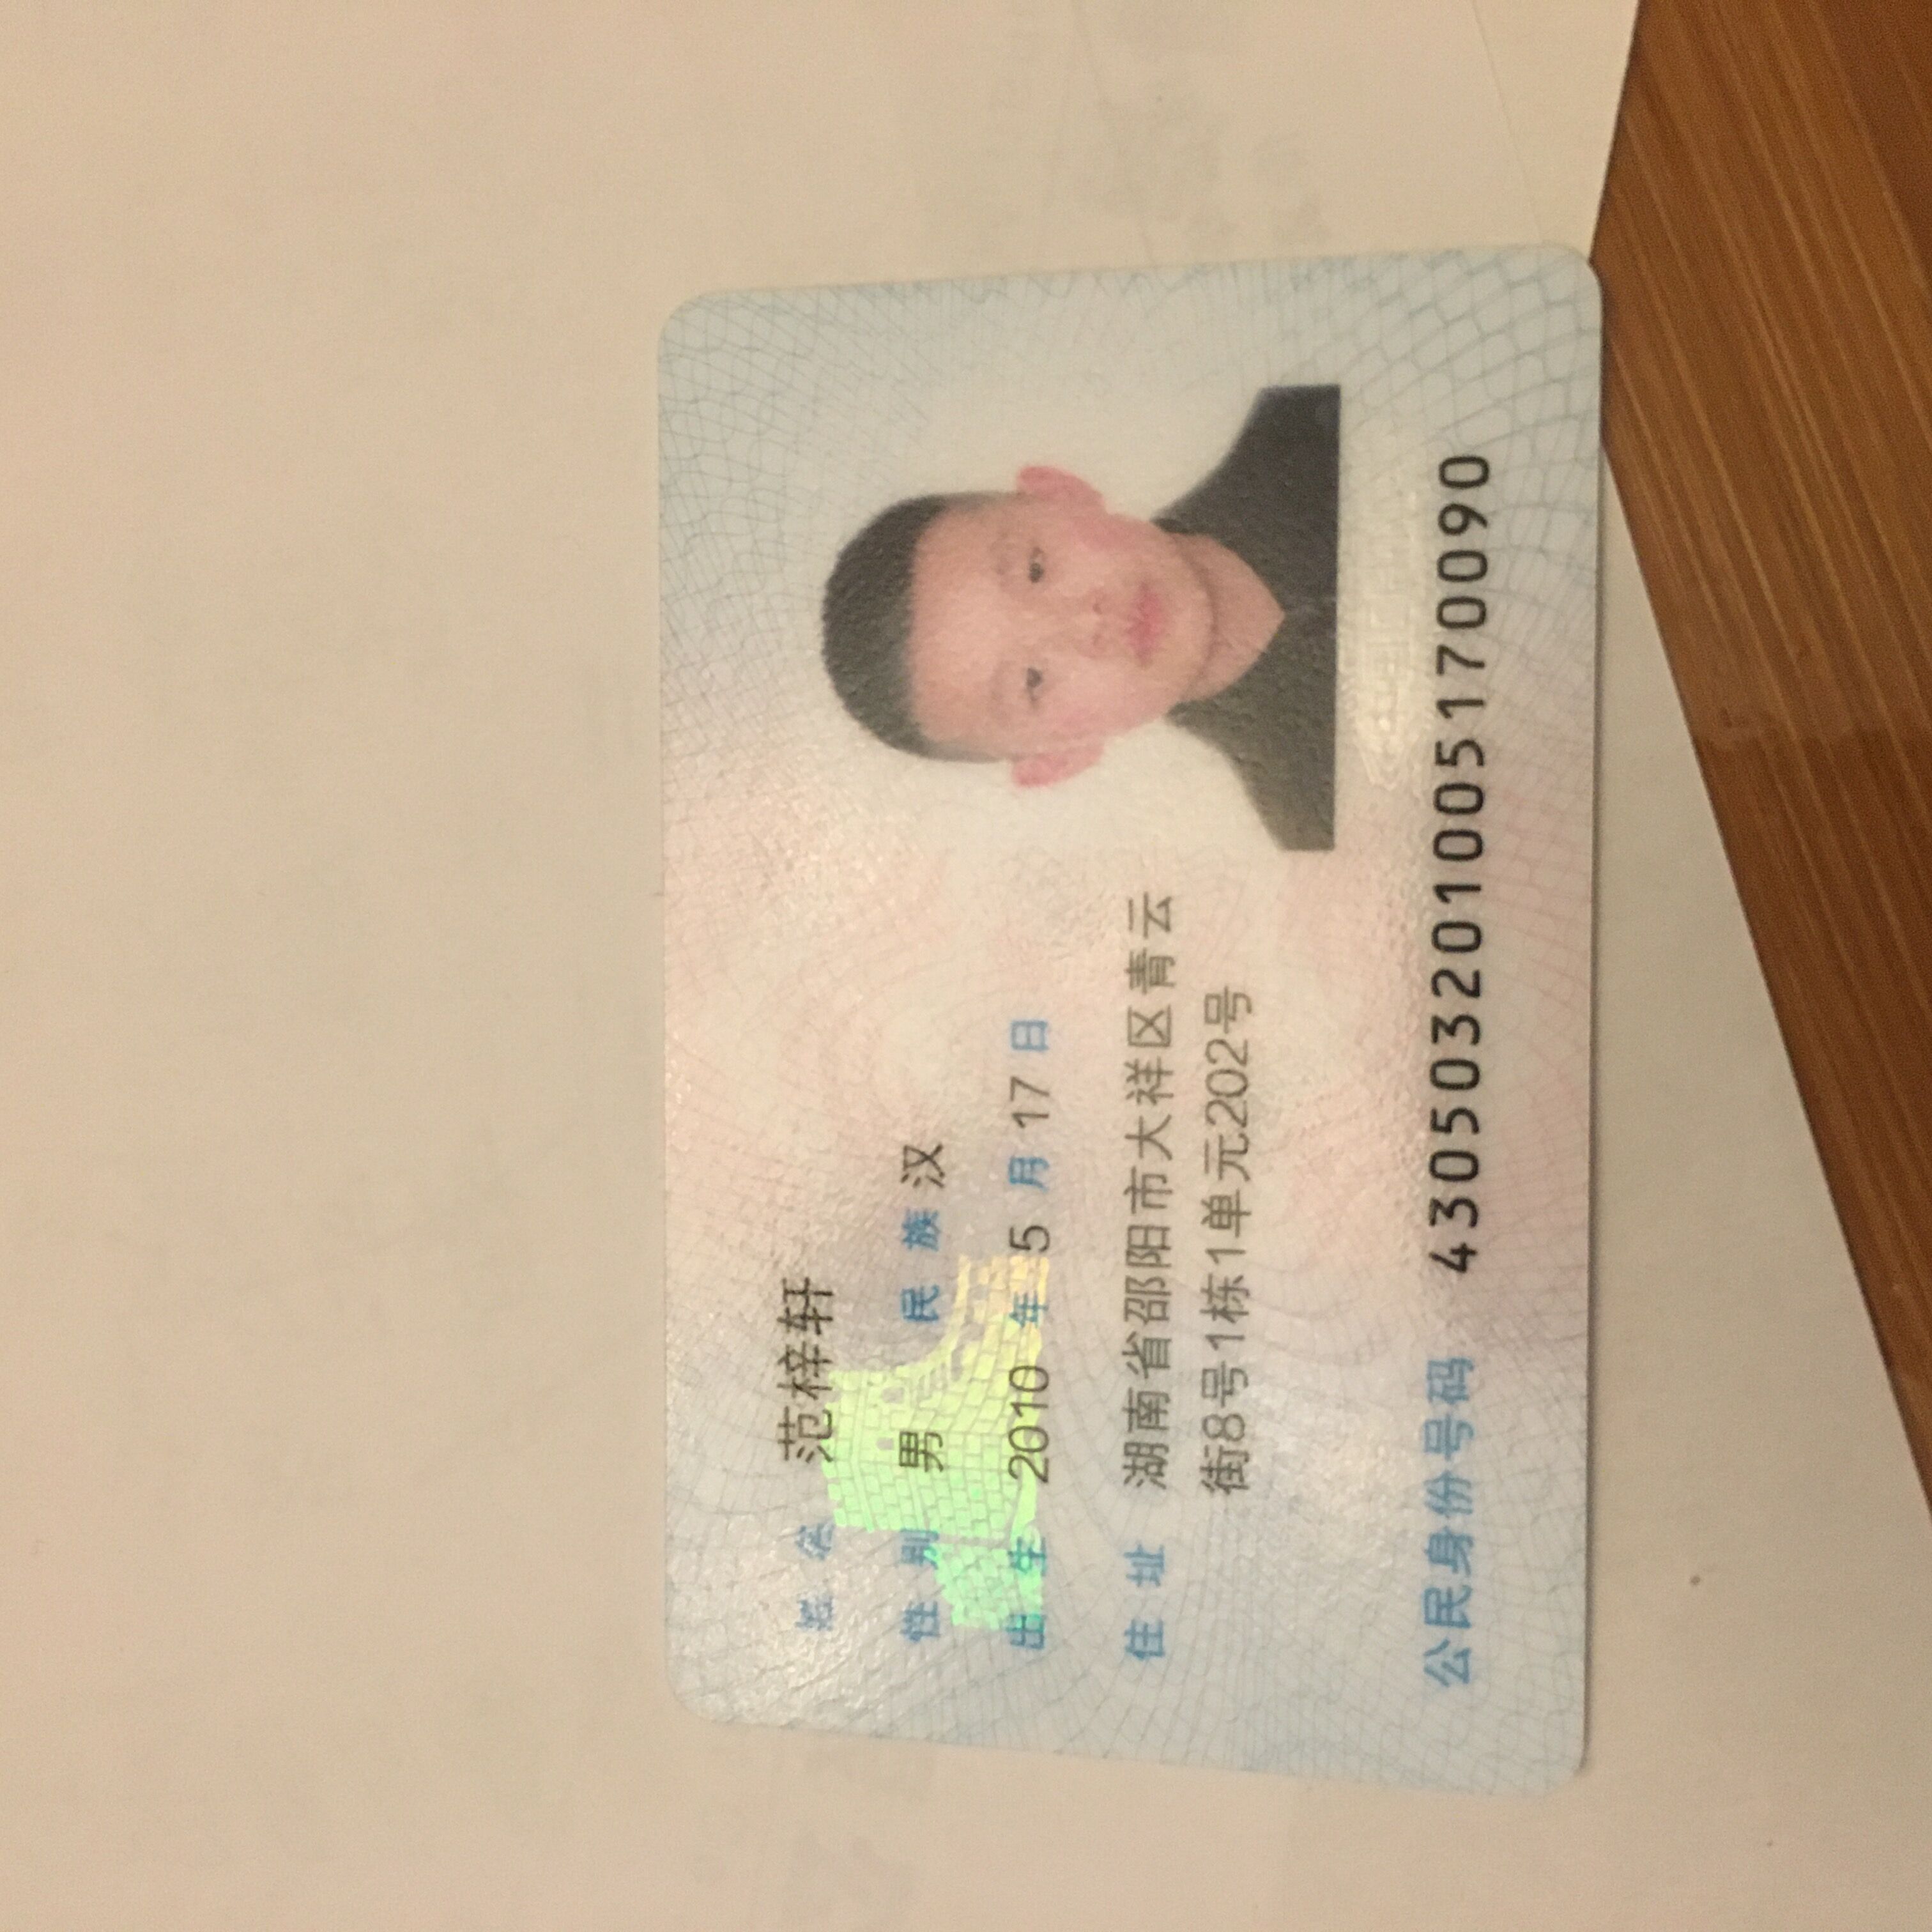 姓名 范梓轩
性别 男 民族 汉
出生 2010 年 5 月 17 日
住址 湖南省邵阳市大祥区青云
街8号1栋1单元202号
公民身份号码 430503201005170090